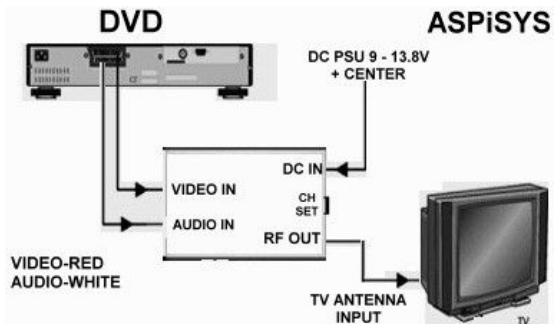 DVD
ASPiSYS
DC PSU 9 - 13.8V
+ CENTER
DC IN
VIDEO IN
CH
SET
AUDIO IN
RF OUT
VIDEO-RED
AUDIO-WHITE
TV ANTENNA
INPUT
TV